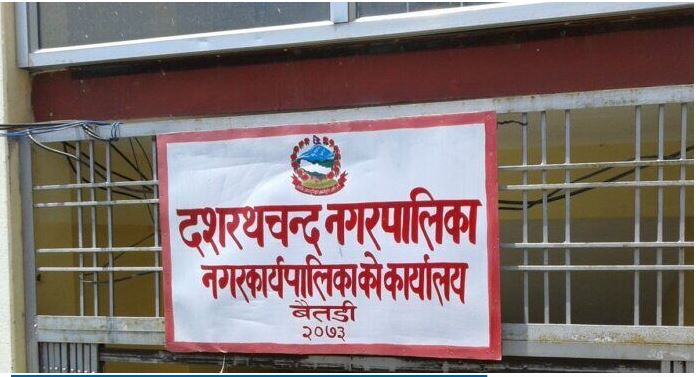 दशरथचन्द नगरपालिका
नगरकार्यपालिकाको कार्यालय
बैतडी
२०७३